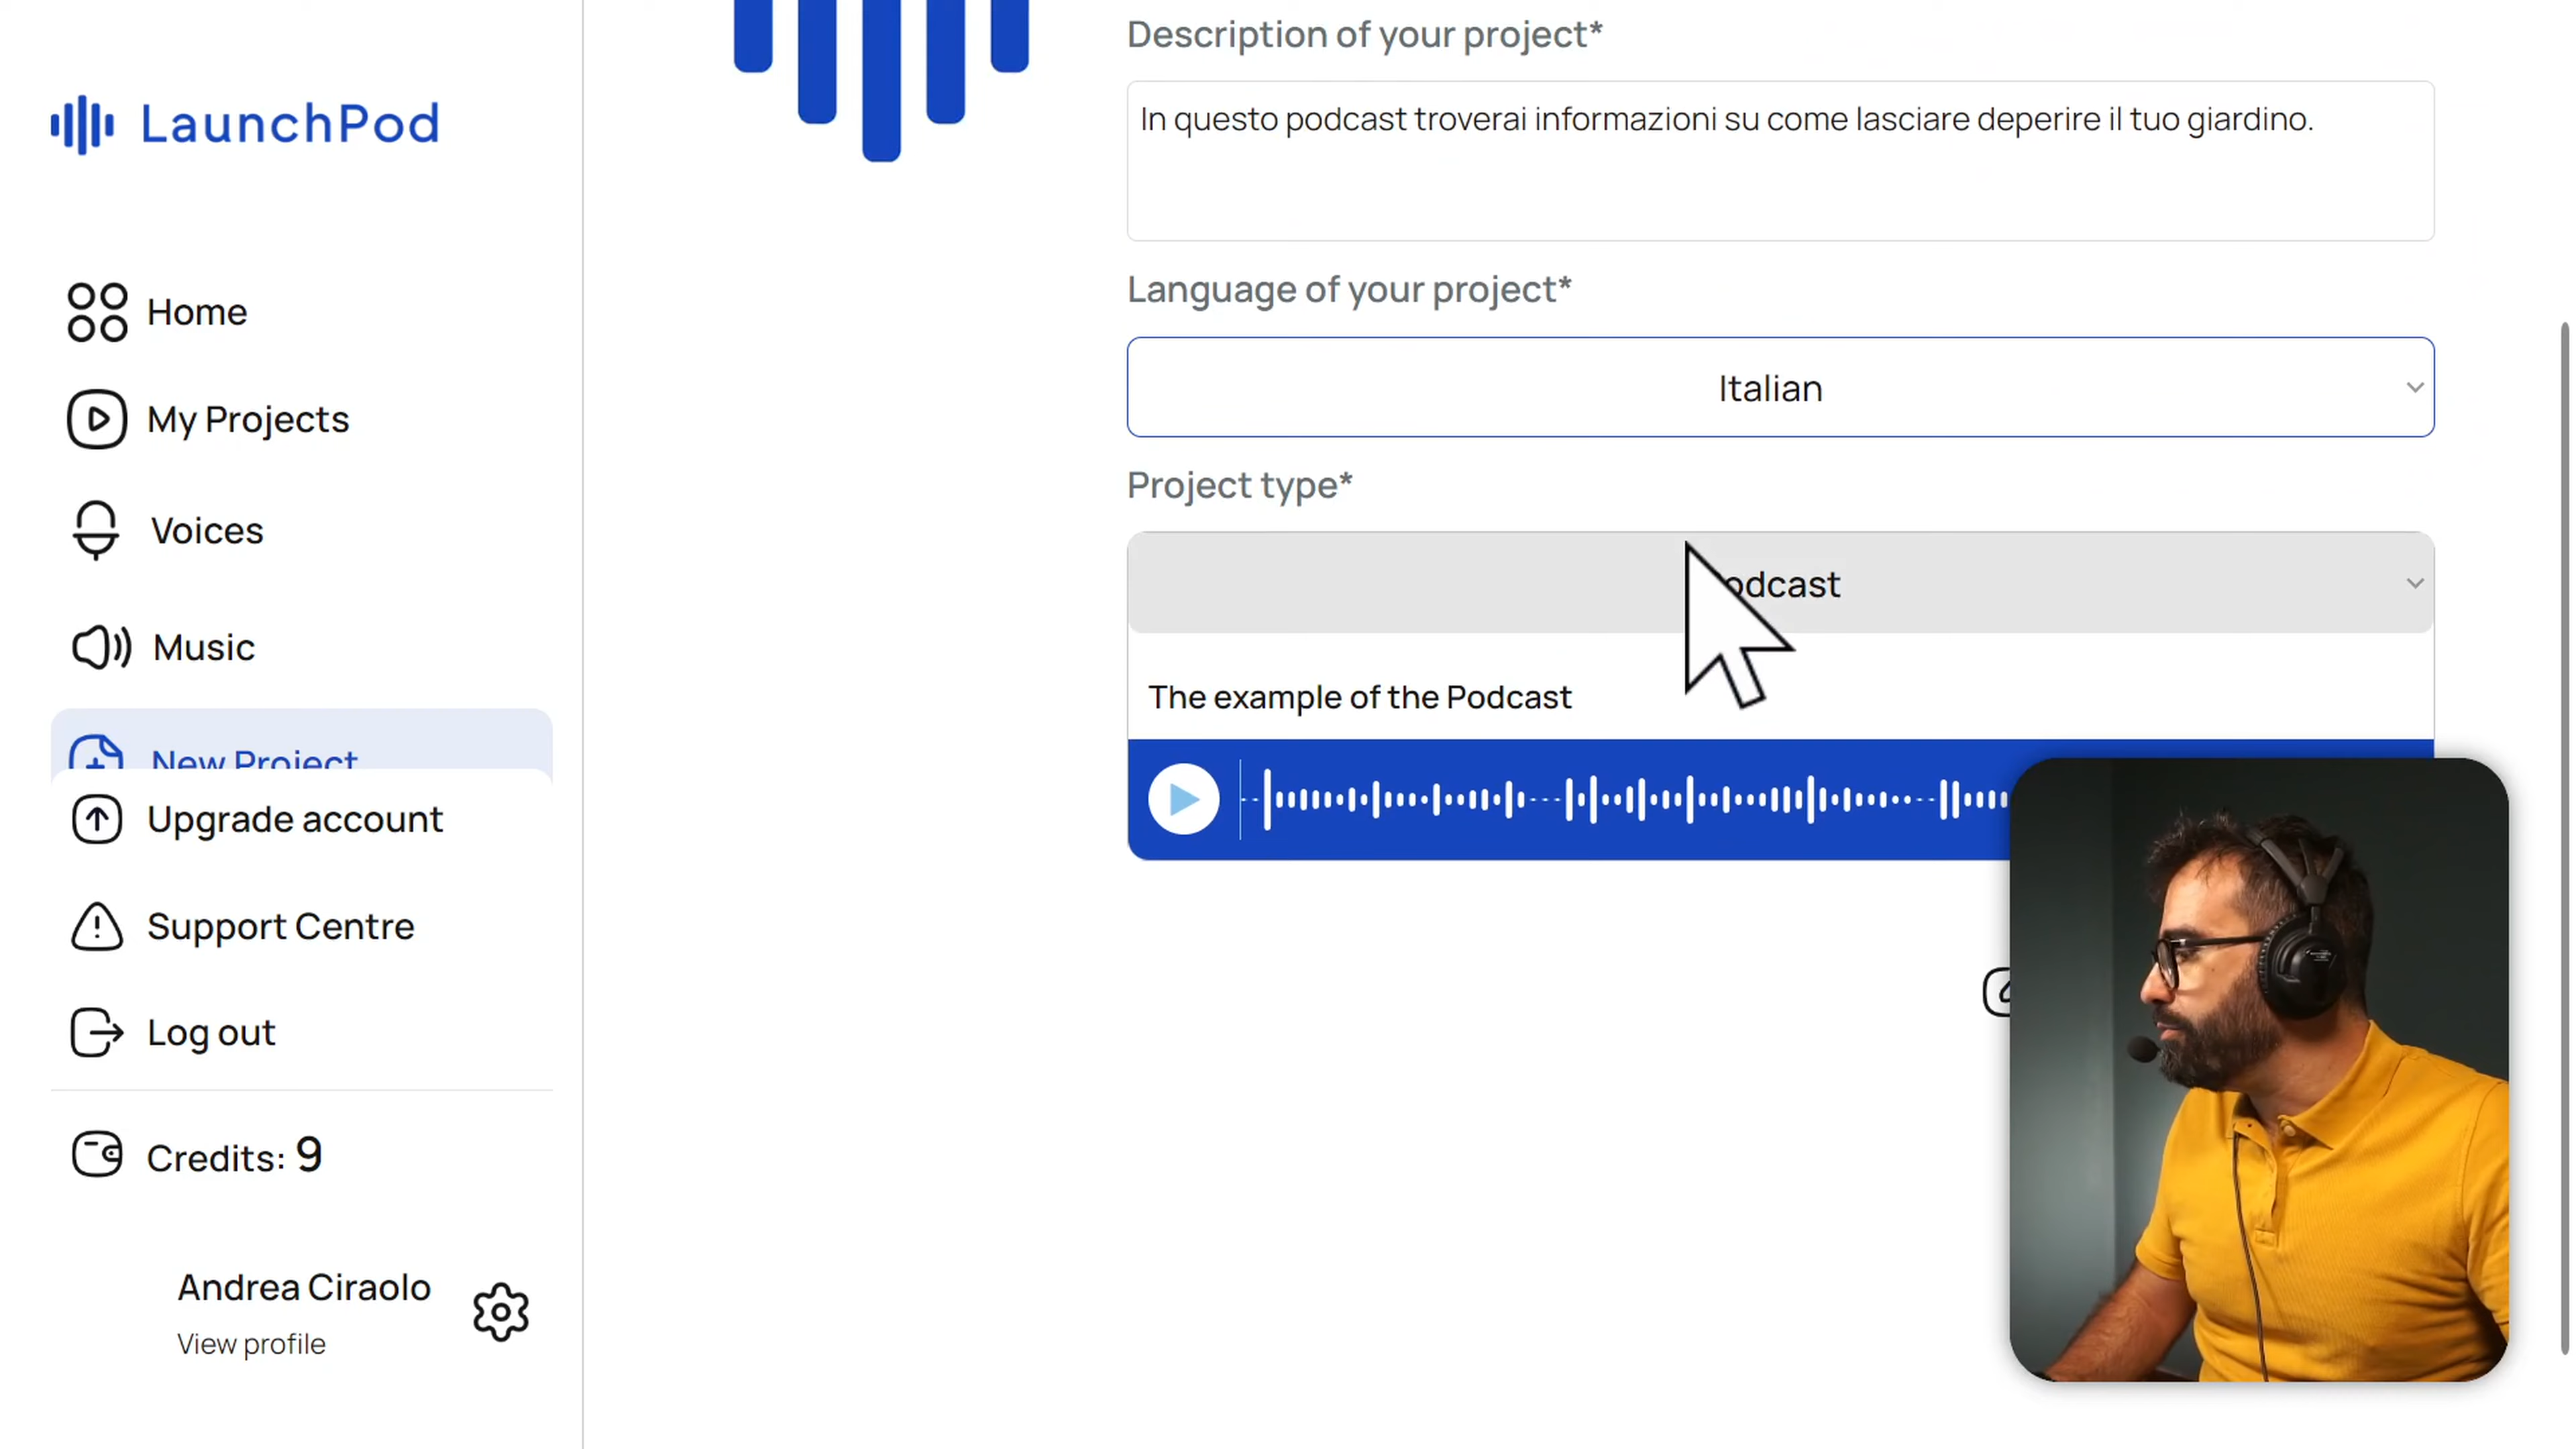 LaunchPod
Home
My Projects
Voices
Music
New Project
Upgrade account
Support Centre
Log out
Credits: 9
Andrea Ciraolo
View profile
Description of your project*
In questo podcast troverai informazioni su come lasciare deperire il tuo giardino.
Language of your project*
Italian
Project type*
odcast
The example of the Podcast